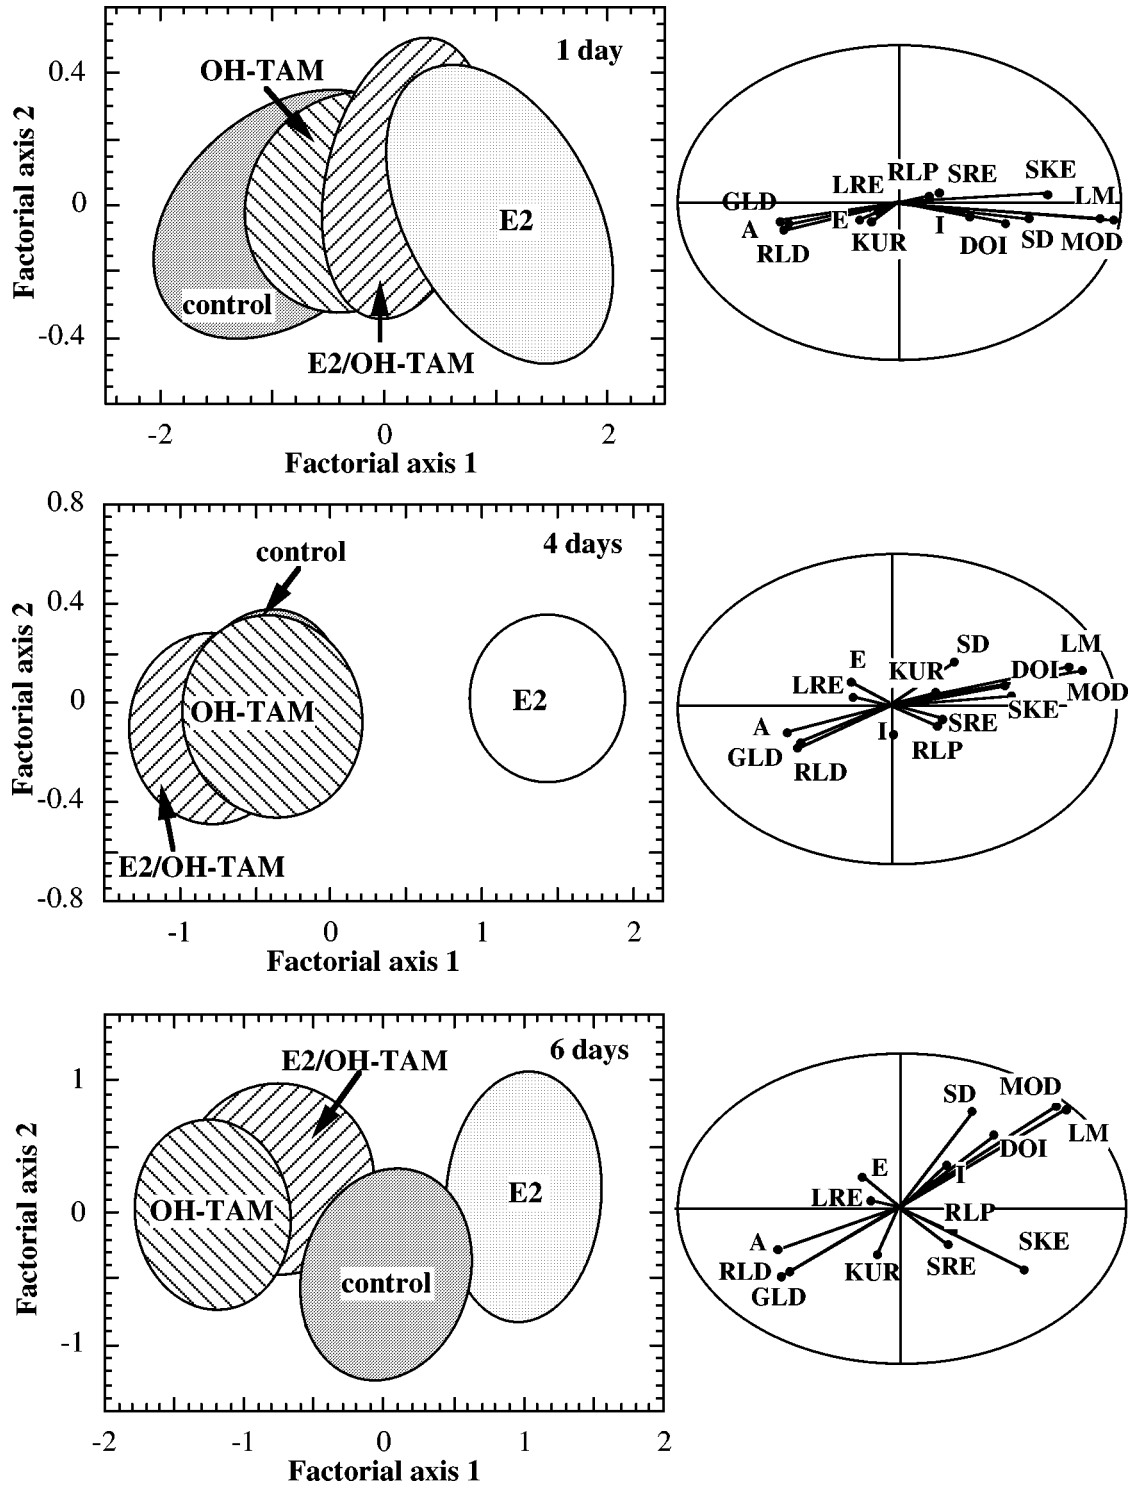 1 day
OH-TAM
0.4
0
-0.4
Factorial axis 2
E2
control
E2/OH-TAM
-2
0
2
Factorial axis 1
RLP
SRE
SKE
LRE
LM
GLD
A
E
I
RLD
KUR
DOI
SD
MOD
0.8
4 days
control
0.4
0
-0.4
-0.8
Factorial axis 2
OH-TAM
E2
E2/OH-TAM
-1
0
1
2
Factorial axis 1
SD
LM
E
KUR
DOI
LRE
MOD
SKE
A
I
SRE
GLD
RLP
RLD
6 days
E2/OH-TAM
1
0
-1
Factorial axis 2
OH-TAM
E2
control
-2
-1
0
1
2
Factorial axis 1
SD
MOD
LM
DOI
E
I
LRE
RLP
A
SKE
RLD
KUR
SRE
GLD